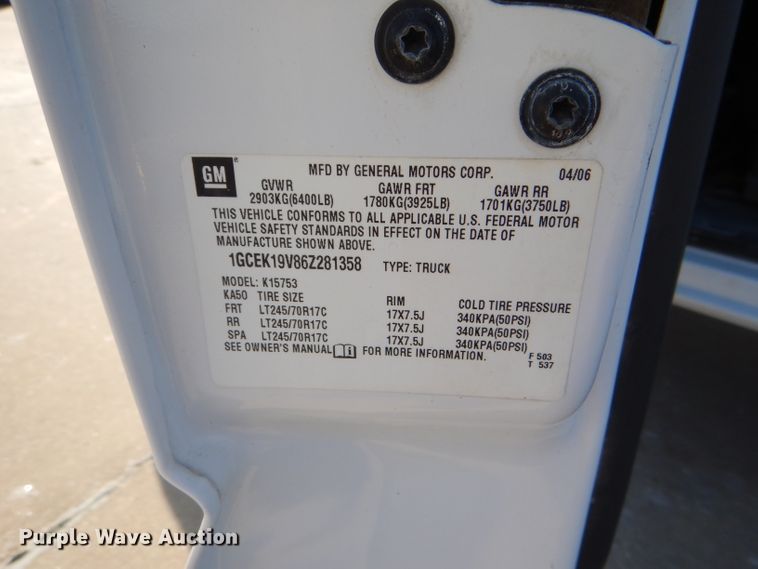 GM ® MFD BY GENERAL MOTORS CORP. 04/06
GVWR GAWR FRT GAWR RR
2903KG(6400LB) 1780KG(3925LB) 1701KG(3750LB)
THIS VEHICLE CONFORMS TO ALL APPLICABLE U.S. FEDERAL MOTOR
VEHICLE SAFETY STANDARDS IN EFFECT ON THE DATE OF
MANUFACTURE SHOWN ABOVE.
1GCEK19V86Z281358 TYPE: TRUCK
MODEL: K15753
KA50 TIRE SIZE RIM COLD TIRE PRESSURE
FRT LT245/70R17C 17X7.5J 340KPA(50PSI)
RR LT245/70R17C 17X7.5J 340KPA(50PSI)
SPA LT245/70R17C 17X7.5J 340KPA(50PSI)
SEE OWNER'S MANUAL i FOR MORE INFORMATION. F 503
T 537
Purple Wave Auction